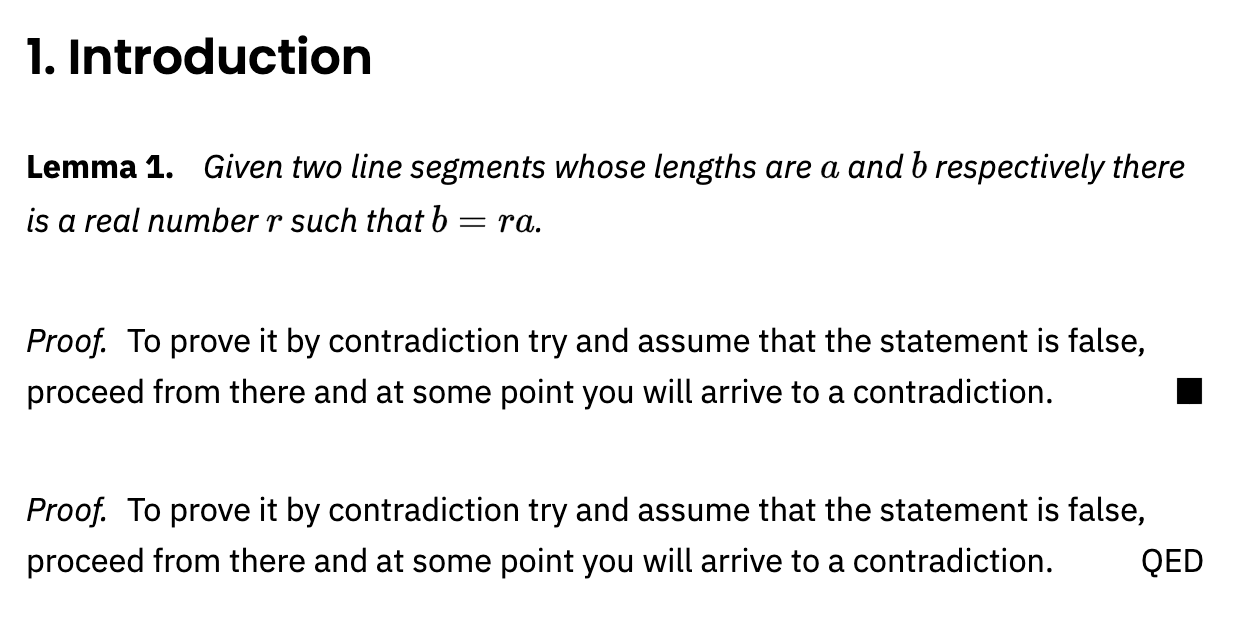 1. Introduction
Lemma 1. Given two line segments whose lengths are a and b respectively there
is a real number r such that b = ra.
Proof. To prove it by contradiction try and assume that the statement is false,
proceed from there and at some point you will arrive to a contradiction. ■
Proof. To prove it by contradiction try and assume that the statement is false,
proceed from there and at some point you will arrive to a contradiction. QED